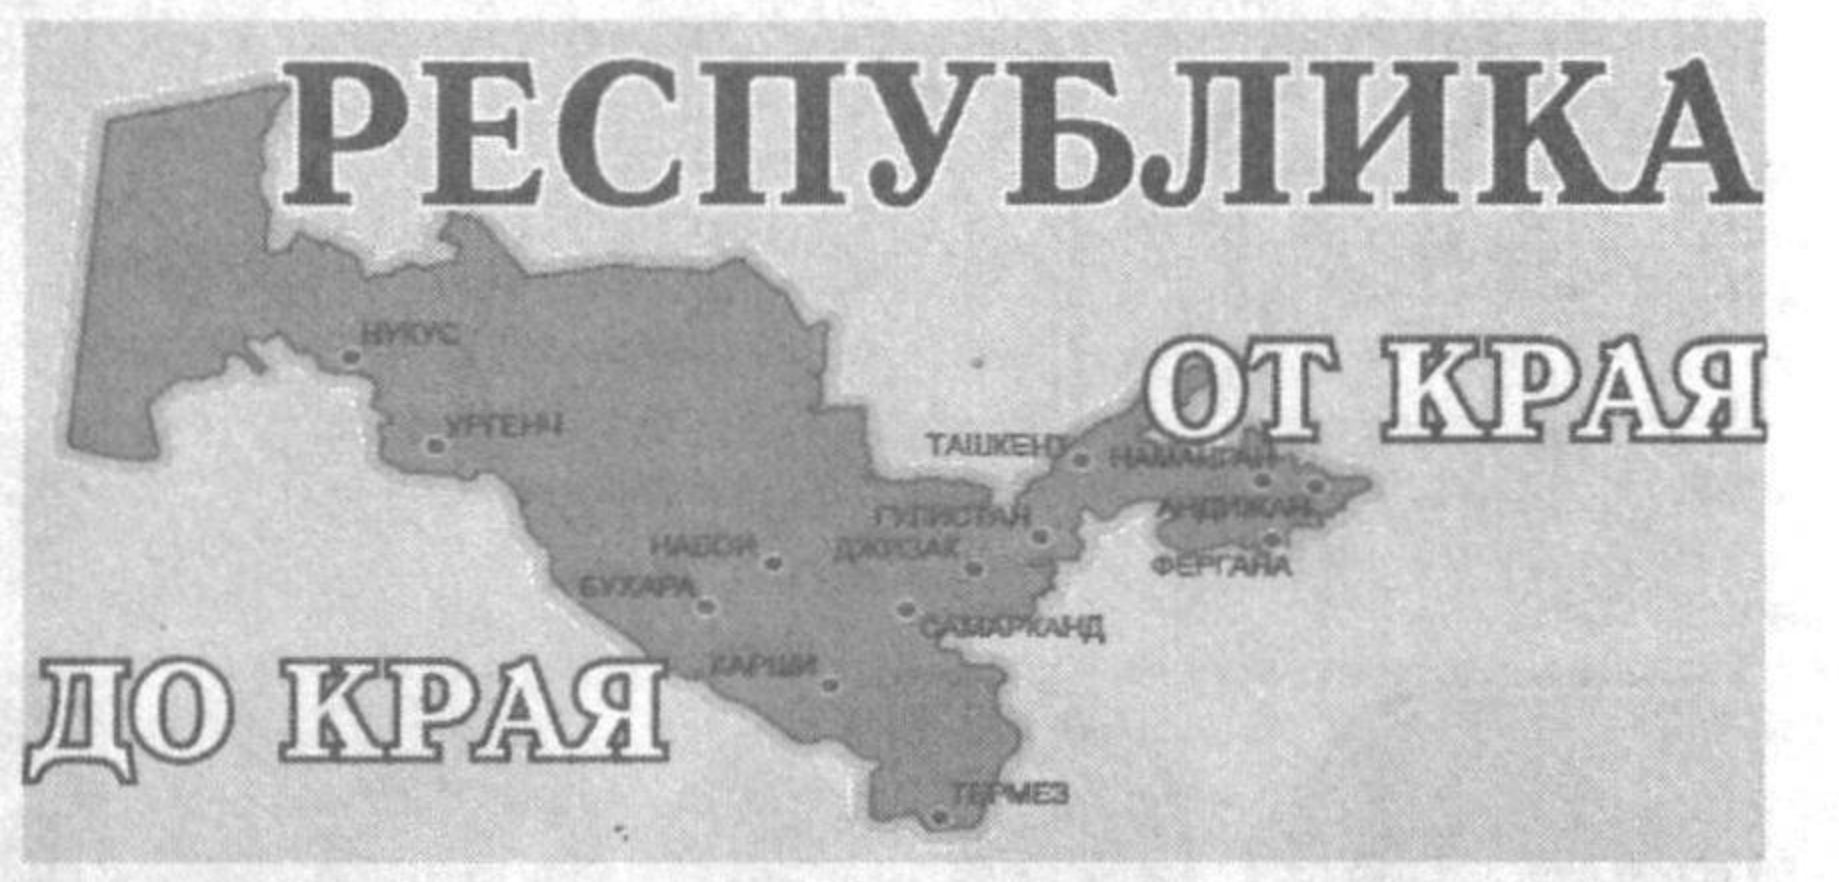 РЕСПУБЛИКА
ОТ КРАЯ
ДО КРАЯ
НУКУС
УРГЕНЧ
ТАШКЕНТ
НАМАНГАН
АНДИЖАН
ФЕРГАНА
ГУЛИСТАН
ДЖИЗАК
НАВОИ
БУХАРА
САМАРКАНД
КАРШИ
ТЕРМЕЗ